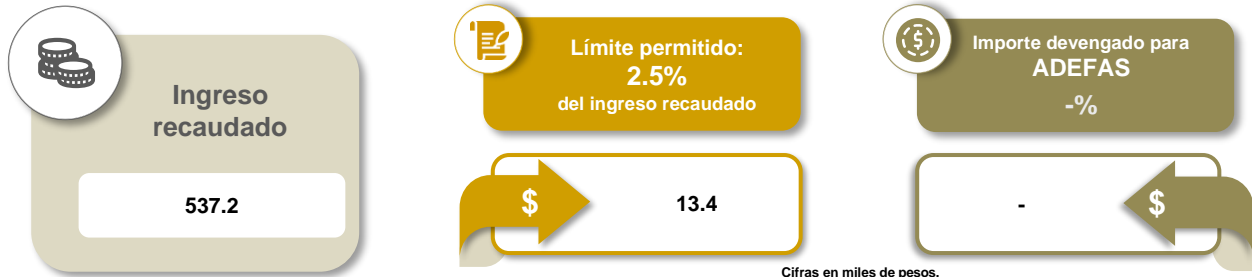 Ingreso
recaudado
537.2
Límite permitido:
2.5%
del ingreso recaudado
$
13.4
Importe devengado para
ADEFAS
-%
-
$
Cifras en miles de pesos.